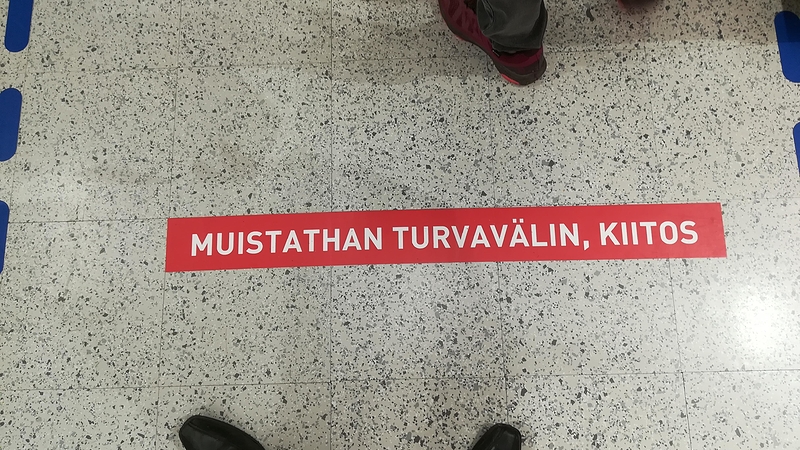 MUISTATHAN TURVAVÄLIN, KIITOS